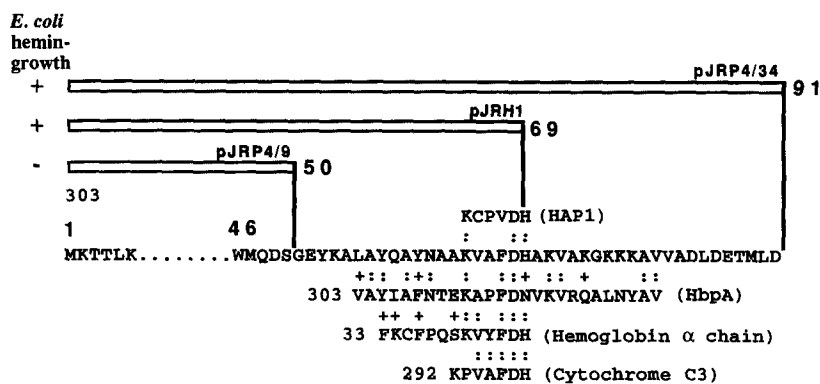 E. coli
hemin-
growth
pJRP4/34
+ 91
pJRH1
+ 69
pJRP4/9
- 50
303
KCPVDH (HAP1)
1 46
: ::
MKTTLK........WMQDSGEYKALAYQAYNAAKVAFDHAKVAKGKKKAVVADLDETMLD
+:: :+: : :: ::+:: + ::
303 VAYIAFNTEKAPFDNVKVRQALNYAV (HbpA)
++ + +:: :::
33 FKCFPQSKVYFDH (Hemoglobin α chain)
:::::
292 KPVAFDH (Cytochrome C3)